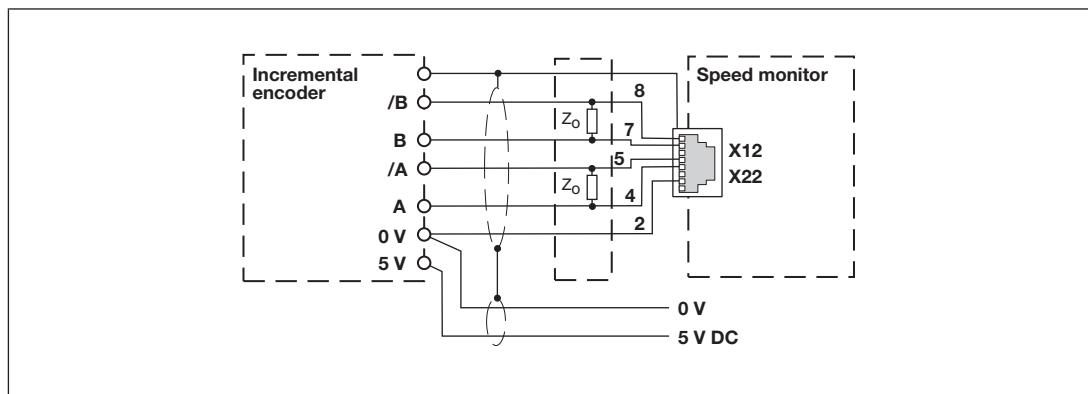 Incremental
encoder
Speed monitor
/B
8
Z₀
B
7
X12
/A
5
X22
Z₀
A
4
0 V
2
5 V
0 V
5 V DC